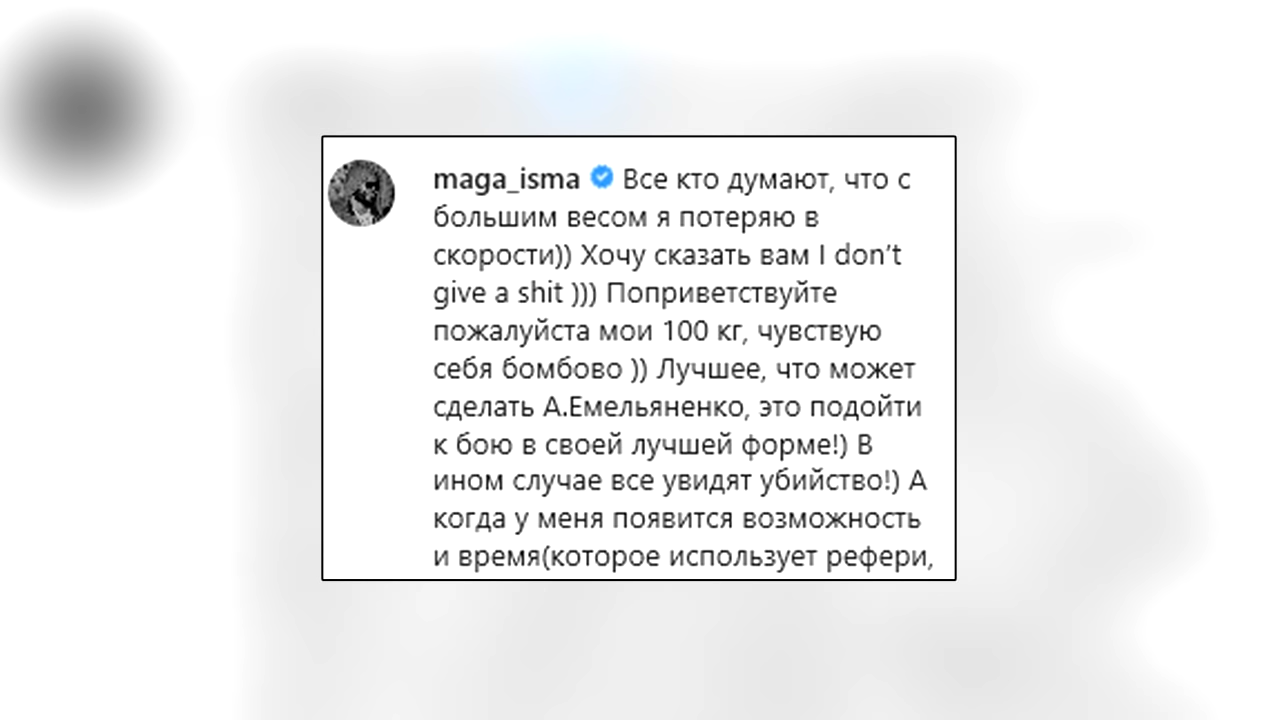 maga_isma Все кто думают, что с
большим весом я потеряю в
скорости)) Хочу сказать вам I don’t
give a shit ))) Поприветствуйте
пожалуйста мои 100 кг, чувствую
себя бомбово )) Лучшее, что может
сделать А.Емельяненко, это подойти
к бою в своей лучшей форме!) В
ином случае все увидят убийство!) А
когда у меня появится возможность
и время(которое использует рефери,